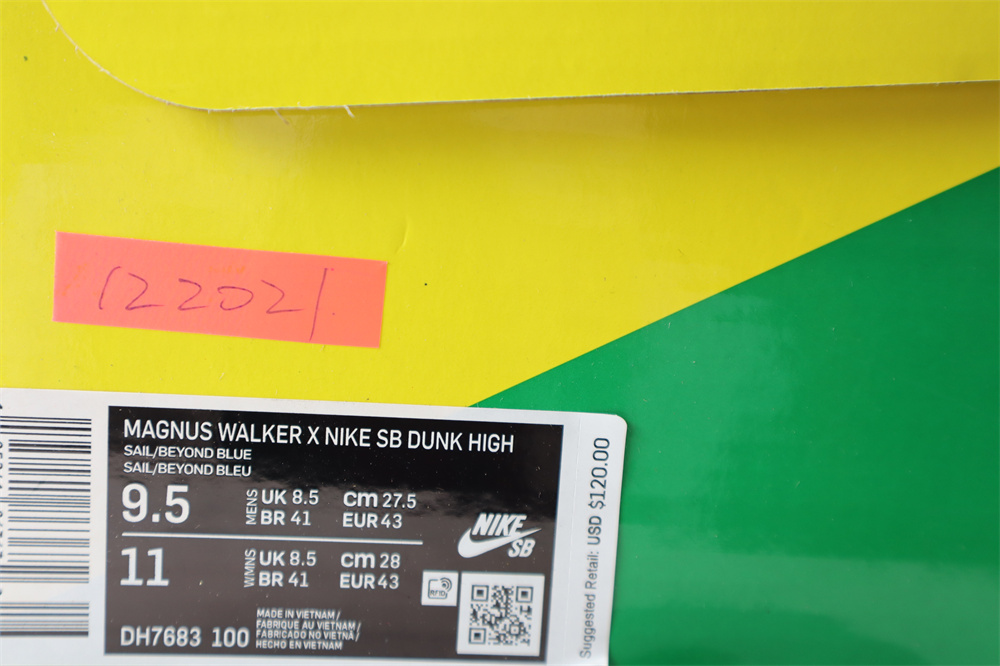 122021
MAGNUS WALKER X NIKE SB DUNK HIGH
SAIL/BEYOND BLUE
SAIL/BEYOND BLEU
9.5 MENS UK 8.5 cm 27.5
BR 41 EUR 43
11 WMNS UK 8.5 cm 28
BR 41 EUR 43
NIKE
SB
RFID
DH7683 100
MADE IN VIETNAM/
FABRIQUE AU VIETNAM/
FABRICADO NO VIETNÃ/
HECHO EN VIETNAM
Suggested Retail: USD $120.00